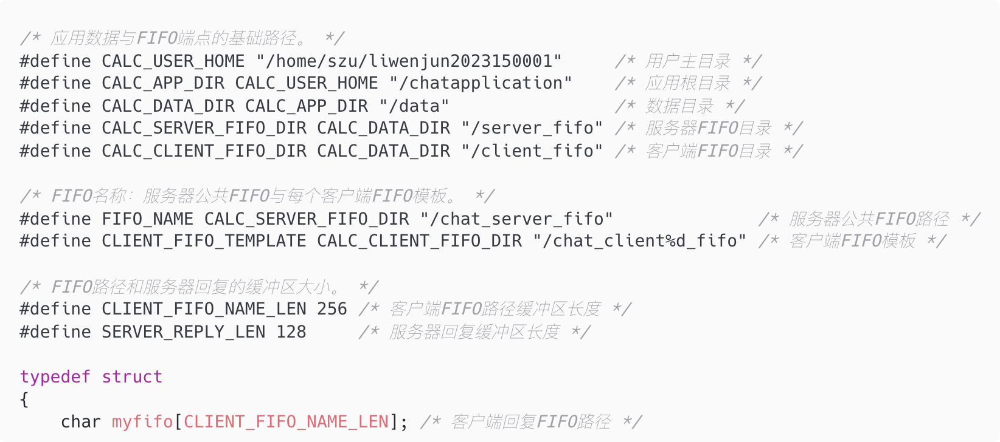 /* 应用数据与FIFO端点的基础路径。 */
#define CALC_USER_HOME "/home/szu/liwenjun2023150001"     /* 用户主目录 */
#define CALC_APP_DIR CALC_USER_HOME "/chatapplication"    /* 应用根目录 */
#define CALC_DATA_DIR CALC_APP_DIR "/data"                /* 数据目录 */
#define CALC_SERVER_FIFO_DIR CALC_DATA_DIR "/server_fifo" /* 服务器FIFO目录 */
#define CALC_CLIENT_FIFO_DIR CALC_DATA_DIR "/client_fifo" /* 客户端FIFO目录 */

/* FIFO名称：服务器公共FIFO与每个客户端FIFO模板。 */
#define FIFO_NAME CALC_SERVER_FIFO_DIR "/chat_server_fifo"              /* 服务器公共FIFO路径 */
#define CLIENT_FIFO_TEMPLATE CALC_CLIENT_FIFO_DIR "/chat_client%d_fifo" /* 客户端FIFO模板 */

/* FIFO路径和服务器回复的缓冲区大小。 */
#define CLIENT_FIFO_NAME_LEN 256 /* 客户端FIFO路径缓冲区长度 */
#define SERVER_REPLY_LEN 128     /* 服务器回复缓冲区长度 */

typedef struct
{
    char myfifo[CLIENT_FIFO_NAME_LEN]; /* 客户端回复FIFO路径 */